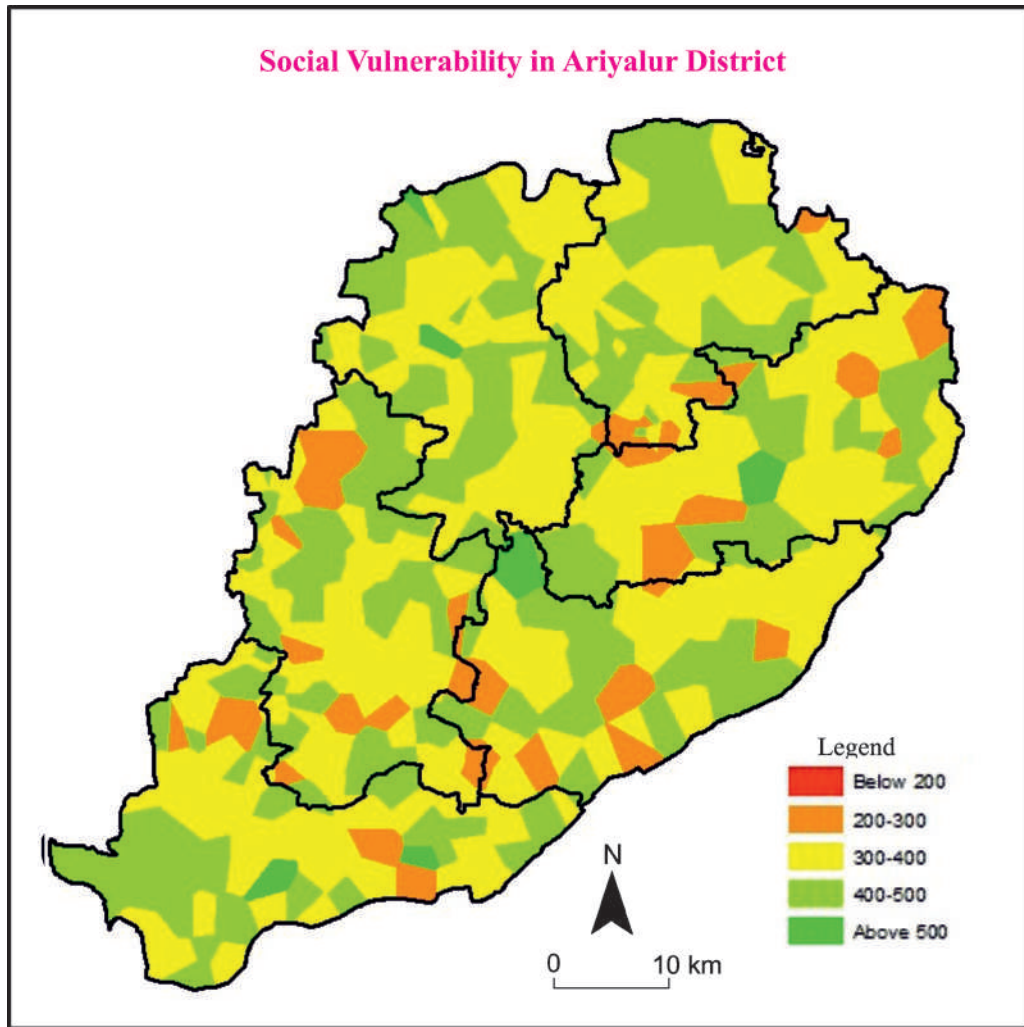 Social Vulnerability in Ariyalur District
Legend
Below 200
200-300
300-400
400-500
Above 500
N
0 10 km